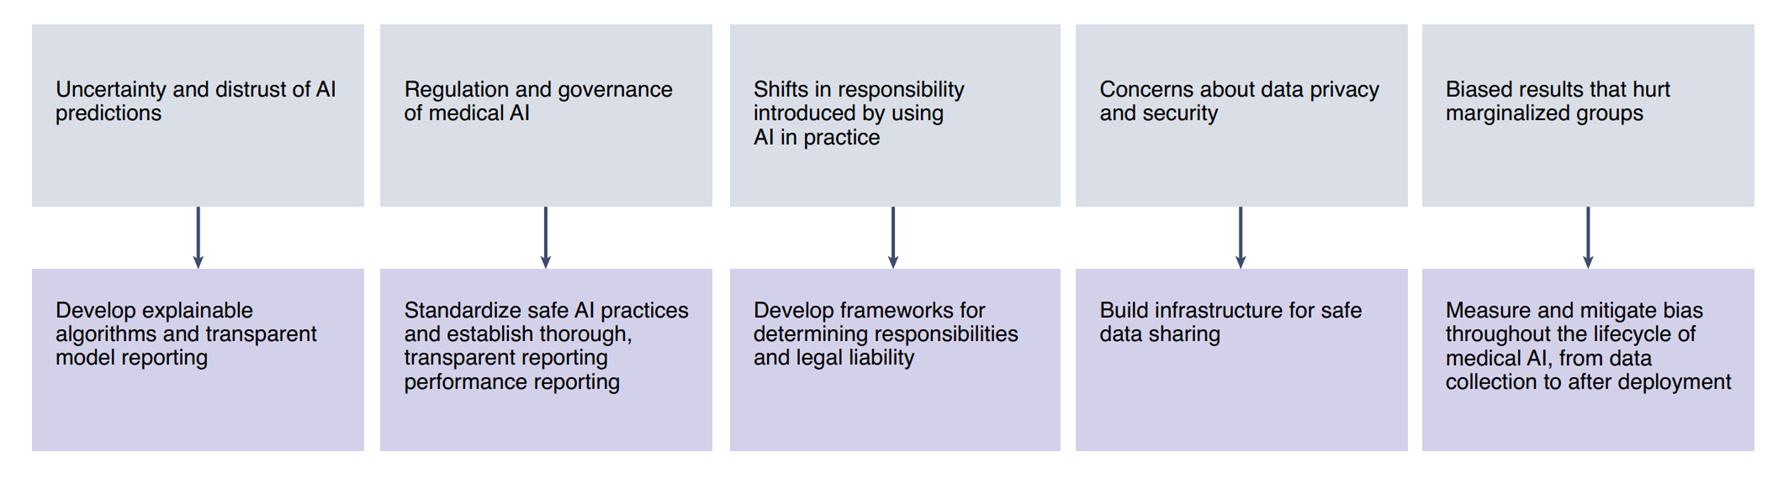 Uncertainty and distrust of AI
predictions
Regulation and governance
of medical AI
Shifts in responsibility
introduced by using
AI in practice
Concerns about data privacy
and security
Biased results that hurt
marginalized groups
Develop explainable
algorithms and transparent
model reporting
Standardize safe AI practices
and establish thorough,
transparent reporting
performance reporting
Develop frameworks for
determining responsibilities
and legal liability
Build infrastructure for safe
data sharing
Measure and mitigate bias
throughout the lifecycle of
medical AI, from data
collection to after deployment